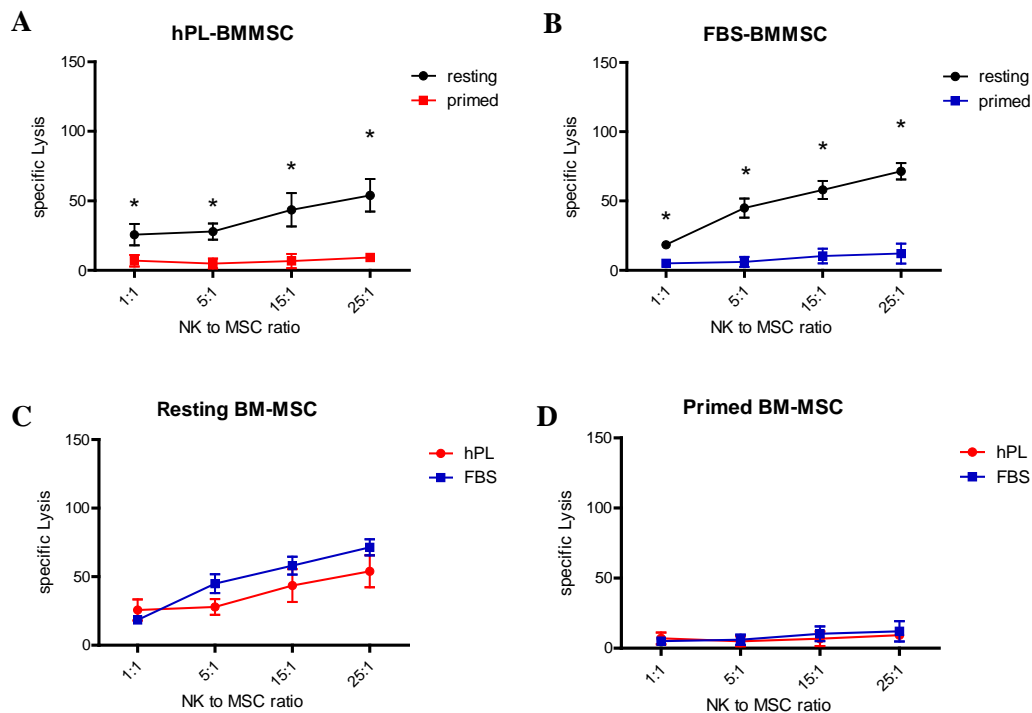 A
hPL-BMMSC
150
100
50
0
specific Lysis
* * * *
1:1 5:1 15:1 25:1
NK to MSC ratio
resting
primed
B
FBS-BMMSC
150
100
50
0
specific Lysis
* * * *
1:1 5:1 15:1 25:1
NK to MSC ratio
resting
primed
C
Resting BM-MSC
150
100
50
0
specific Lysis
1:1 5:1 15:1 25:1
NK to MSC ratio
hPL
FBS
D
Primed BM-MSC
150
100
50
0
specific Lysis
1:1 5:1 15:1 25:1
NK to MSC ratio
hPL
FBS